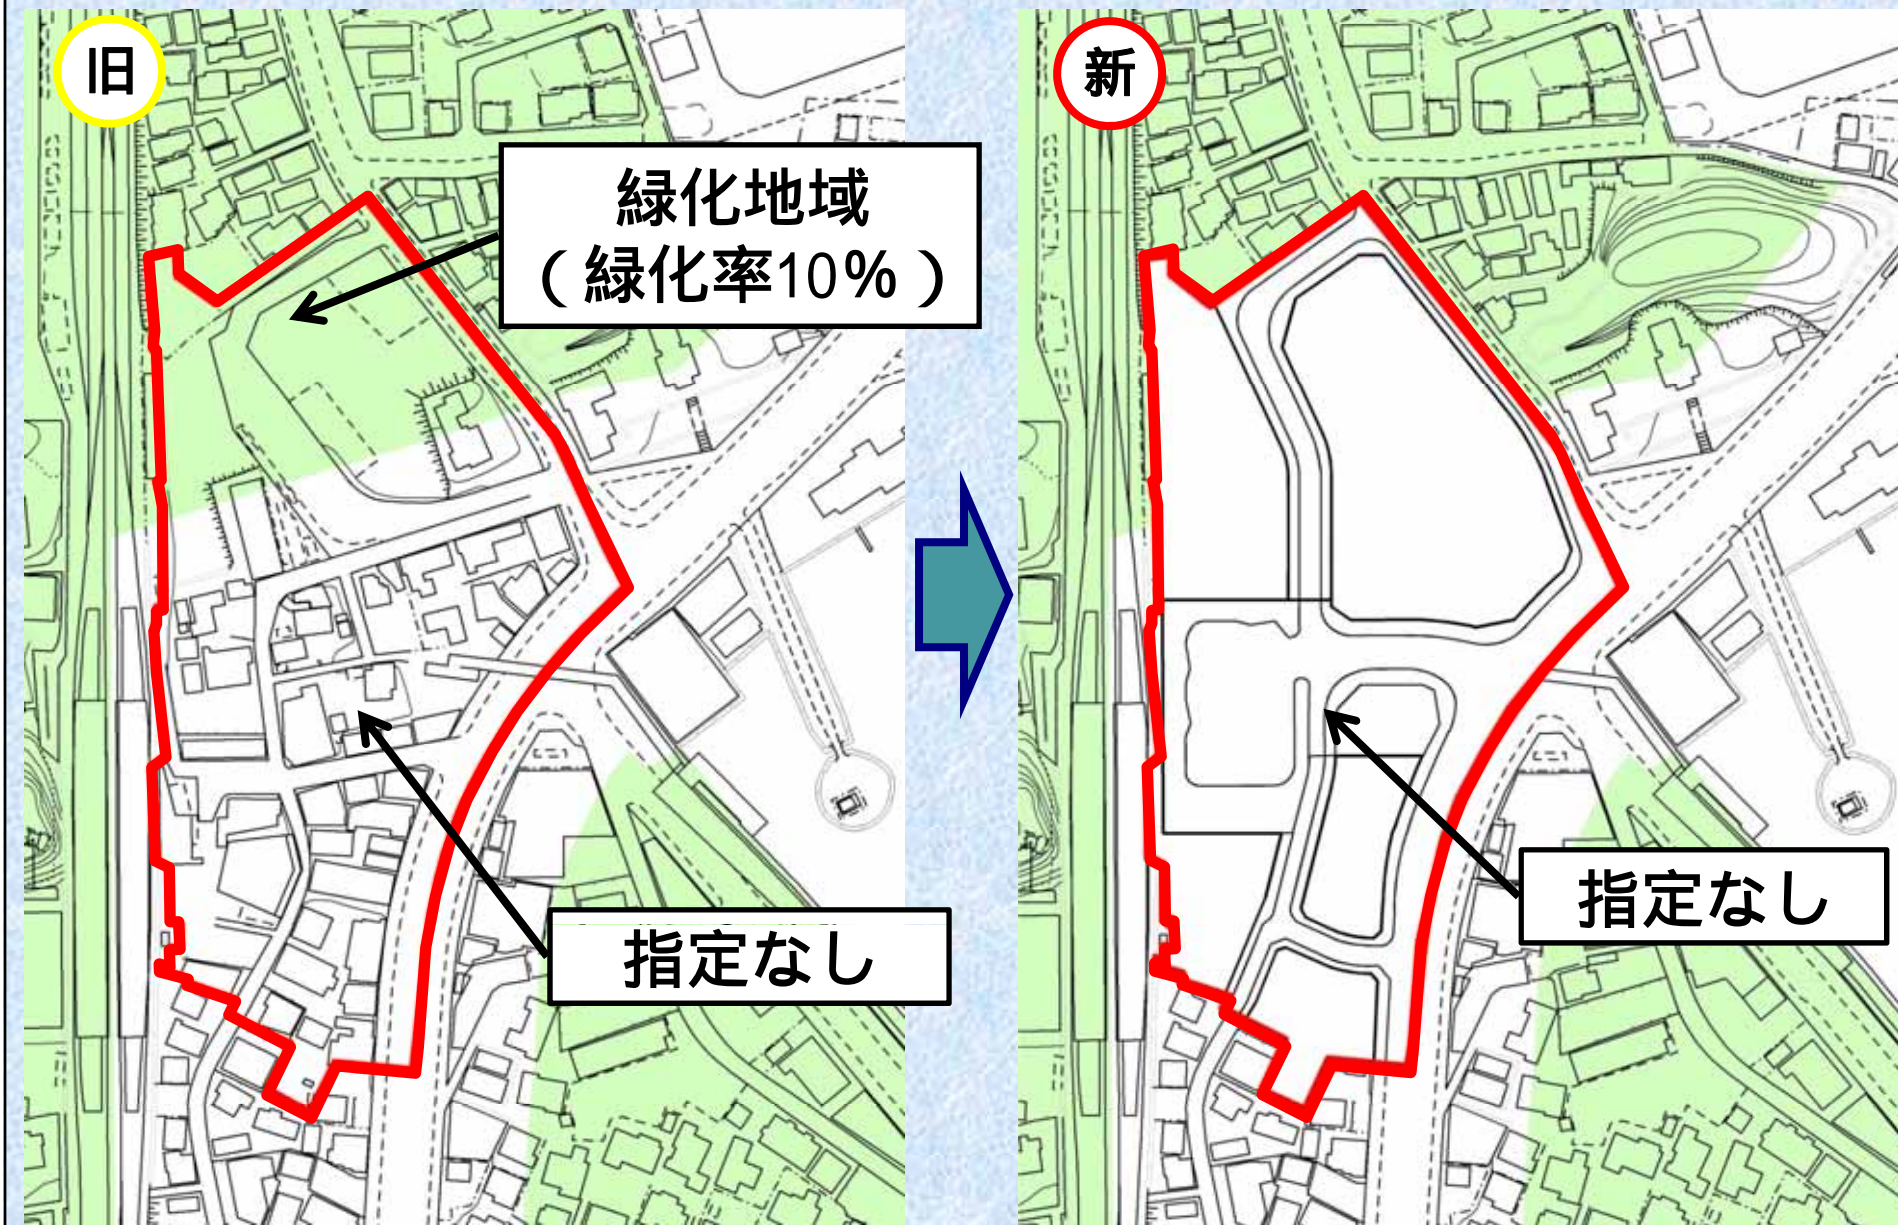 旧
緑化地域
（緑化率10％）
指定なし
新
指定なし